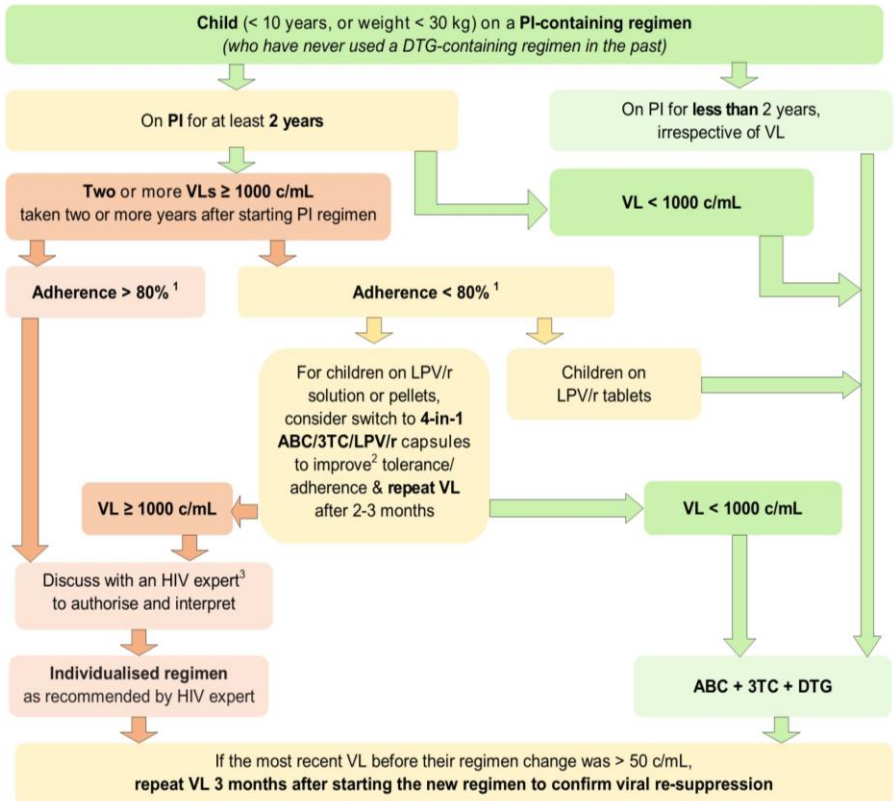 Child (< 10 years, or weight < 30 kg) on a PI-containing regimen
(who have never used a DTG-containing regimen in the past)
On PI for at least 2 years
On PI for less than 2 years,
irrespective of VL
Two or more VLs ≥ 1000 c/mL
taken two or more years after starting PI regimen
VL < 1000 c/mL
Adherence > 80% ¹
Adherence < 80% ¹
For children on LPV/r
solution or pellets,
consider switch to 4-in-1
ABC/3TC/LPV/r capsules
to improve² tolerance/
adherence & repeat VL
after 2-3 months
Children on
LPV/r tablets
VL ≥ 1000 c/mL
VL < 1000 c/mL
Discuss with an HIV expert³
to authorise and interpret
Individualised regimen
as recommended by HIV expert
ABC + 3TC + DTG
If the most recent VL before their regimen change was > 50 c/mL,
repeat VL 3 months after starting the new regimen to confirm viral re-suppression